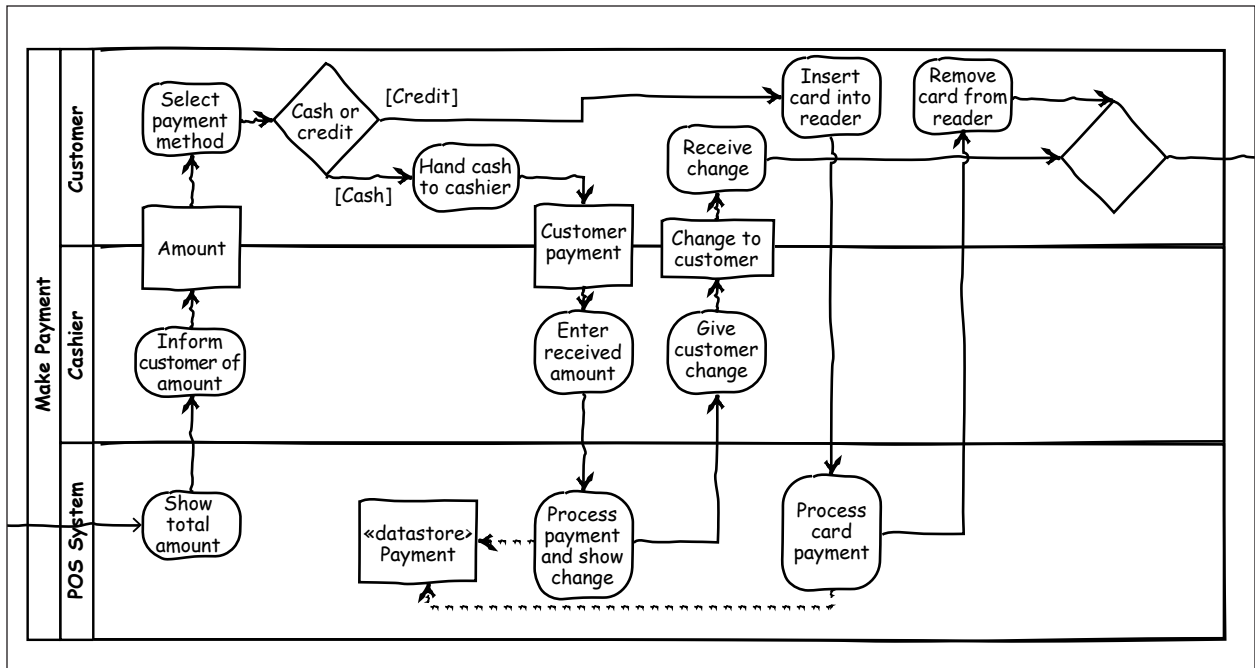 Make Payment
Customer
Cashier
POS System
Select
payment
method
Cash or
credit
[Credit]
[Cash]
Hand cash
to cashier
Insert
card into
reader
Remove
card from
reader
Receive
change
Amount
Customer
payment
Change to
customer
Inform
customer of
amount
Enter
received
amount
Give
customer
change
Show
total
amount
«datastore»
Payment
Process
payment
and show
change
Process
card
payment